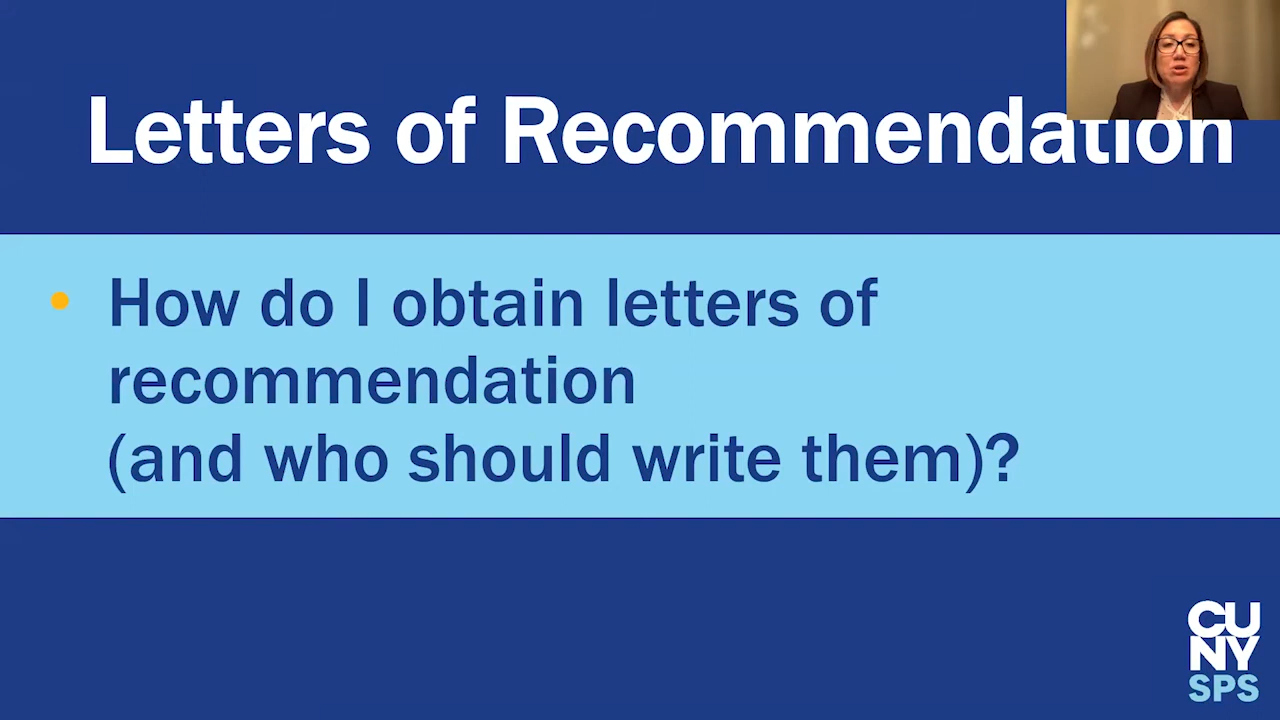 Letters of Recommendation
• How do I obtain letters of
recommendation
(and who should write them)?
CU
NY
SPS